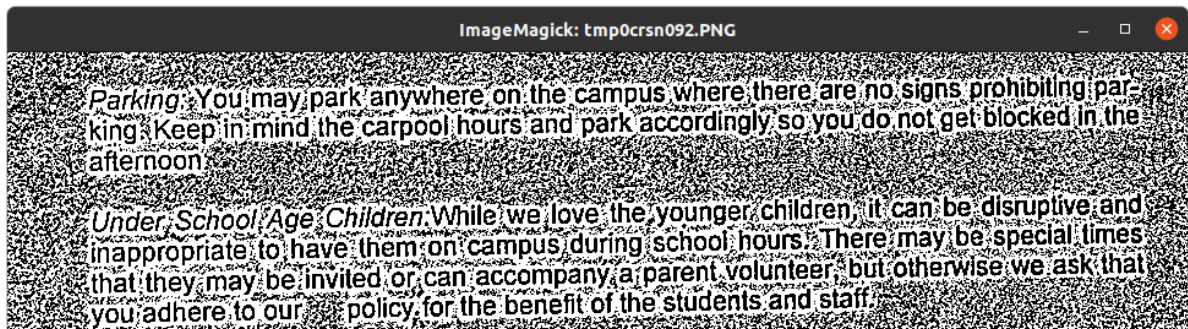 ImageMagick: tmp0crsn092.PNG
Parking: You may park anywhere on the campus where there are no signs prohibiting par-
king. Keep in mind the carpool hours and park accordingly so you do not get blocked in the
afternoon
Under School Age Children: While we love the younger children, it can be disruptive and
inappropriate to have them on campus during school hours. There may be special times
that they may be invited or can accompany a parent volunteer, but otherwise we ask that
you adhere to our policy for the benefit of the students and staff.